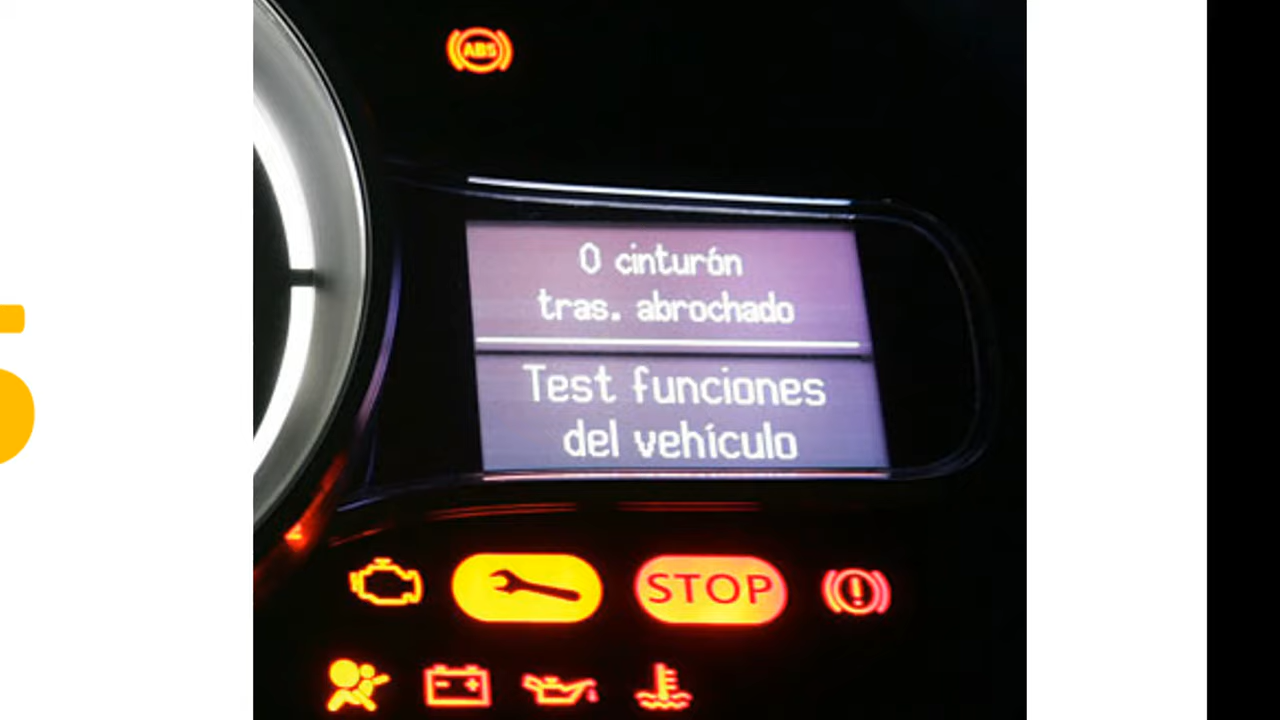 ABS
0 cinturón
tras. abrochado
Test funciones
del vehículo
STOP